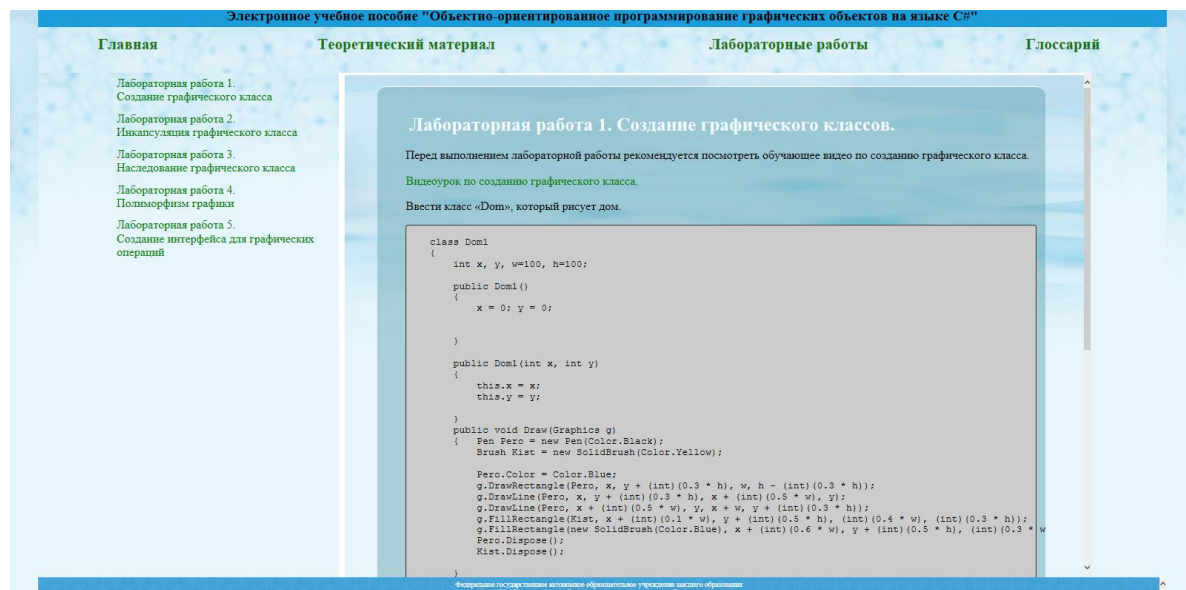 Электронное учебное пособие "Объектно-ориентированное программирование графических объектов на языке C#"
Главная Теоретический материал Лабораторные работы Глоссарий
Лабораторная работа 1.
Создание графического класса
Лабораторная работа 2.
Инкапсуляция графического класса
Лабораторная работа 3.
Наследование графического класса
Лабораторная работа 4.
Полиморфизм графики
Лабораторная работа 5.
Создание интерфейса для графических
операций
Лабораторная работа 1. Создание графического классов.
Перед выполнением лабораторной работы рекомендуется посмотреть обучающее видео по созданию графического класса.
Видеоурок по созданию графического класса.
Ввести класс «Dom», который рисует дом.
class Dom1
{
int x, y, w=100, h=100;
public Dom1()
{
x = 0; y = 0;
}
public Dom1(int x, int y)
{
this.x = x;
this.y = y;
}
public void Draw(Graphics g)
{ Pen Pero = new Pen(Color.Black);
Brush Kist = new SolidBrush(Color.Yellow);
Pero.Color = Color.Blue;
g.DrawRectangle(Pero, x, y + (int)(0.3 * h), w, h - (int)(0.3 * h));
g.DrawLine(Pero, x, y + (int)(0.3 * h), x + (int)(0.5 * w), y);
g.DrawLine(Pero, x + (int)(0.5 * w), y, x + w, y + (int)(0.3 * h));
g.FillRectangle(Kist, x + (int)(0.1 * w), y + (int)(0.5 * h), (int)(0.4 * w), (int)(0.3 * h));
g.FillRectangle(new SolidBrush(Color.Blue), x + (int)(0.6 * w), y + (int)(0.5 * h), (int)(0.3 * w
Pero.Dispose();
Kist.Dispose();
}
Федеральное государственное автономное образовательное учреждение высшего образования